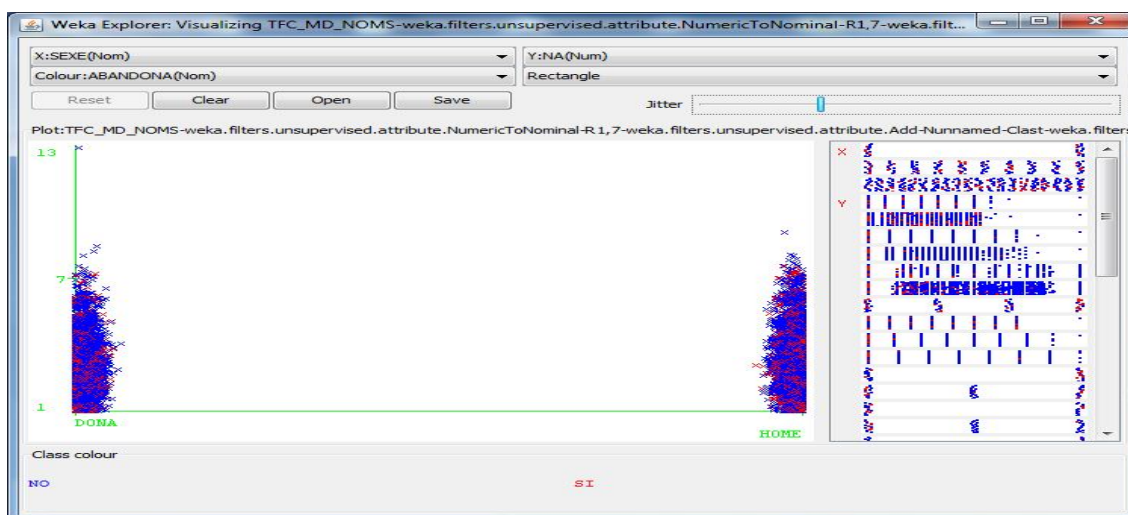 Weka Explorer: Visualizing TFC_MD_NOMS-weka.filters.unsupervised.attribute.NumericToNominal-R1,7-weka.filt...
X:SEXE(Nom) Y:NA(Num)
Colour:ABANDONA(Nom) Rectangle
Reset Clear Open Save Jitter
Plot:TFC_MD_NOMS-weka.filters.unsupervised.attribute.NumericToNominal-R1,7-weka.filters.unsupervised.attribute.Add-Nunnamed-Clast-weka.filters
13
X
Y
7
1
DONA
HOME
Class colour
NO SI